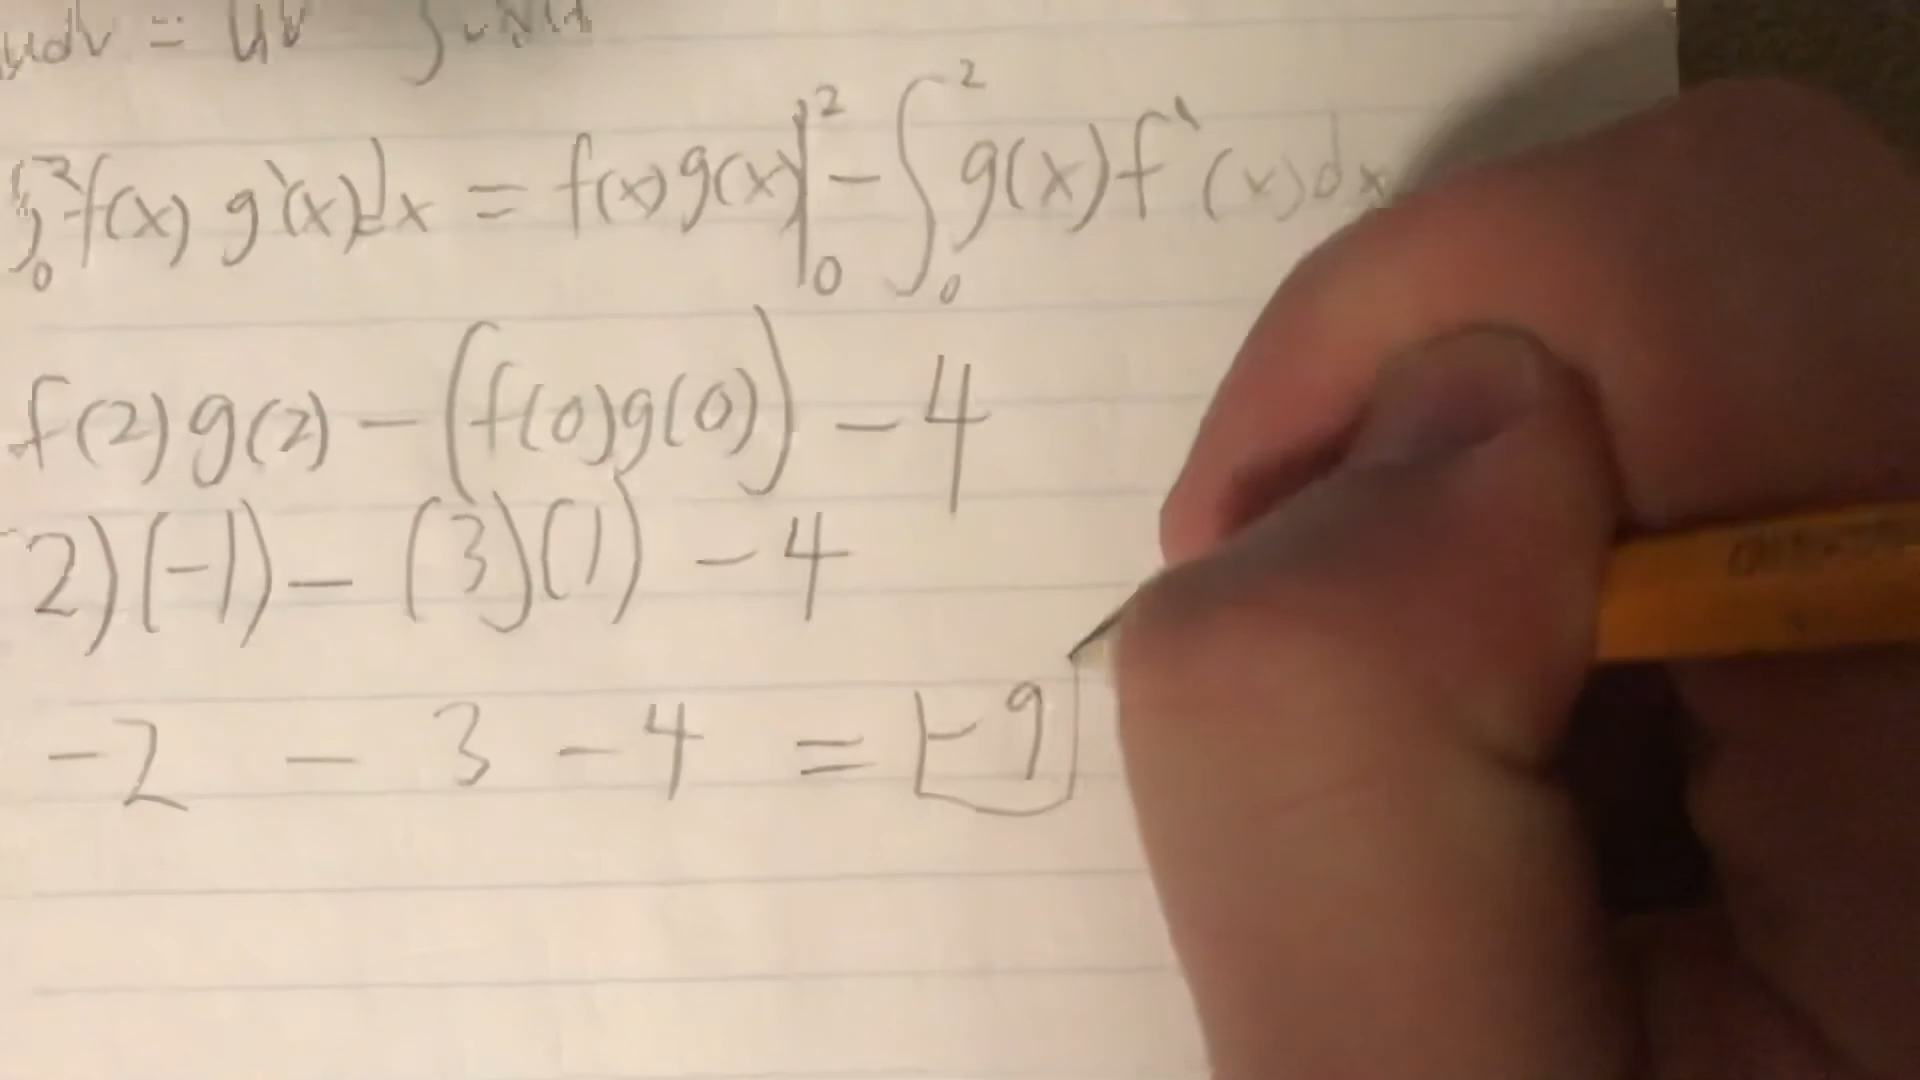 udv = uv ∫
∫₀² f(x) g'(x)dx = f(x)g(x)|₀² - ∫₀² g(x)f'(x)dx
f(2)g(2) - (f(0)g(0)) - 4
2)(-1) - (3)(1) - 4
-2 - 3 - 4 = -9